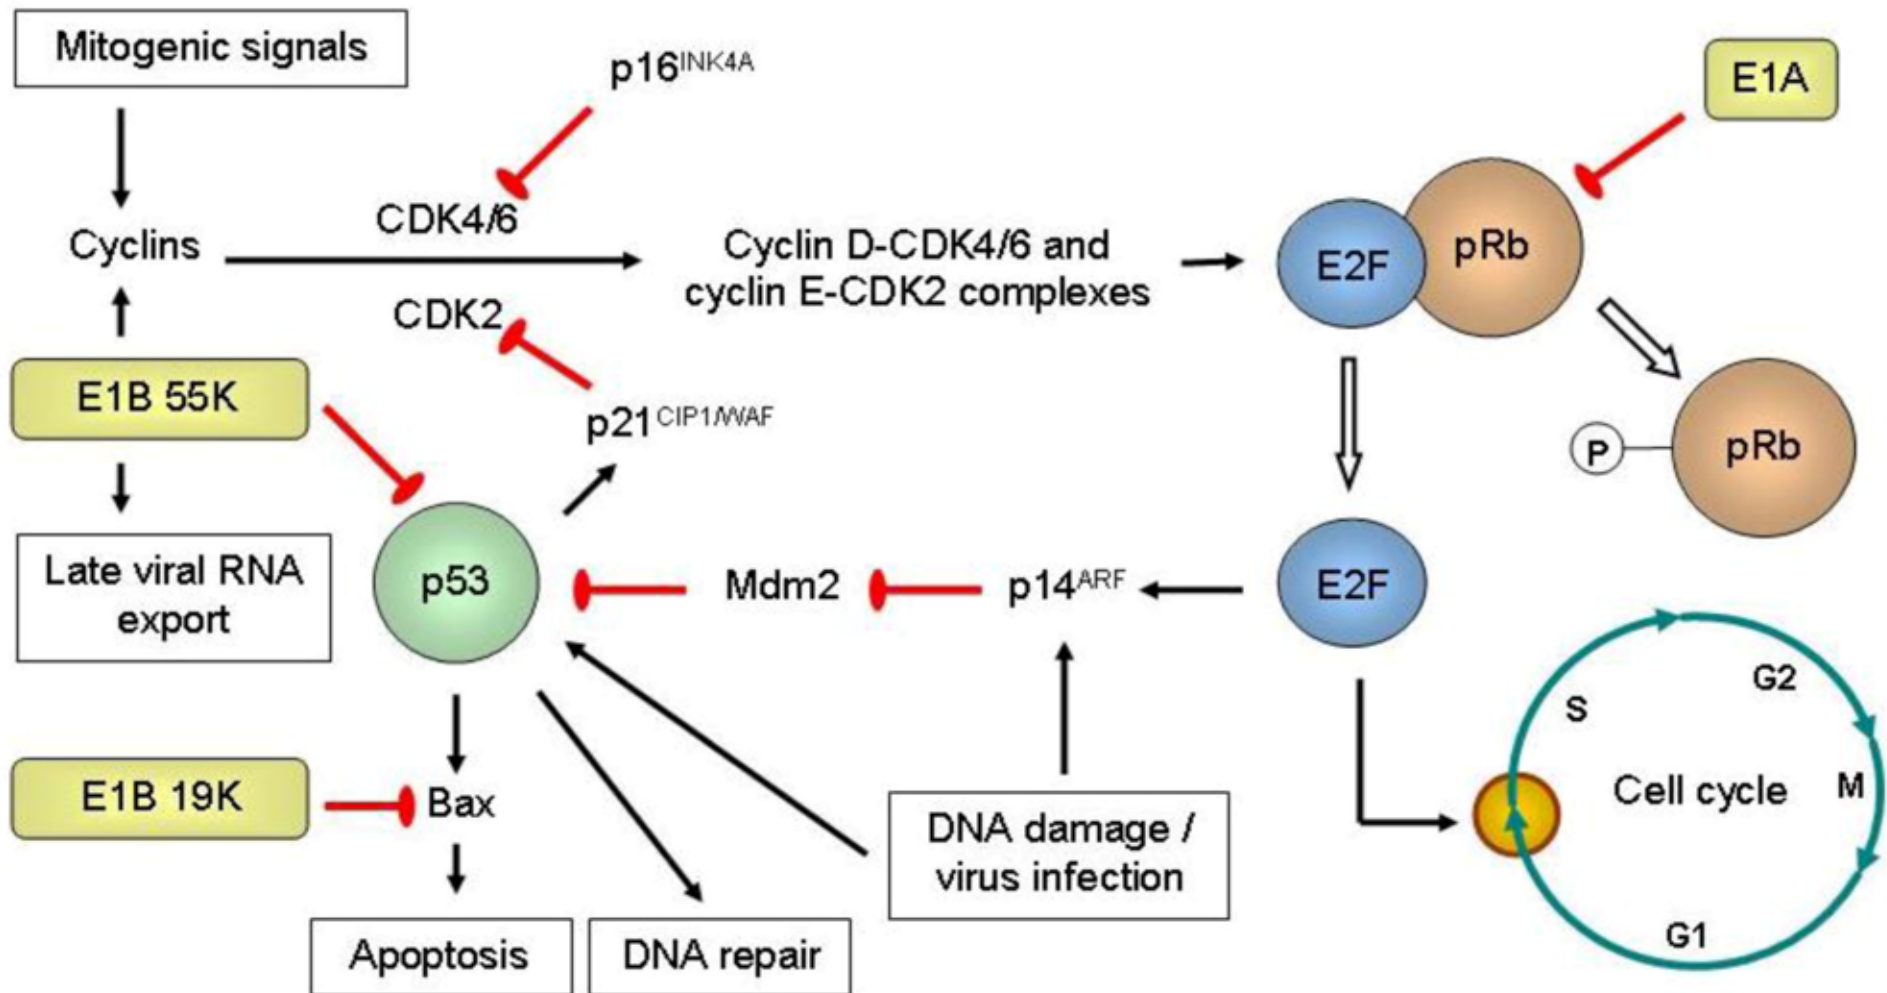 Mitogenic signals
p16INK4A
E1A
CDK4/6
Cyclins
Cyclin D-CDK4/6 and
cyclin E-CDK2 complexes
E2F
pRb
CDK2
E1B 55K
p21CIP1/WAF
P
pRb
Late viral RNA
export
p53
Mdm2
p14ARF
E2F
G2
S
E1B 19K
Bax
Cell cycle
M
DNA damage /
virus infection
G1
Apoptosis
DNA repair